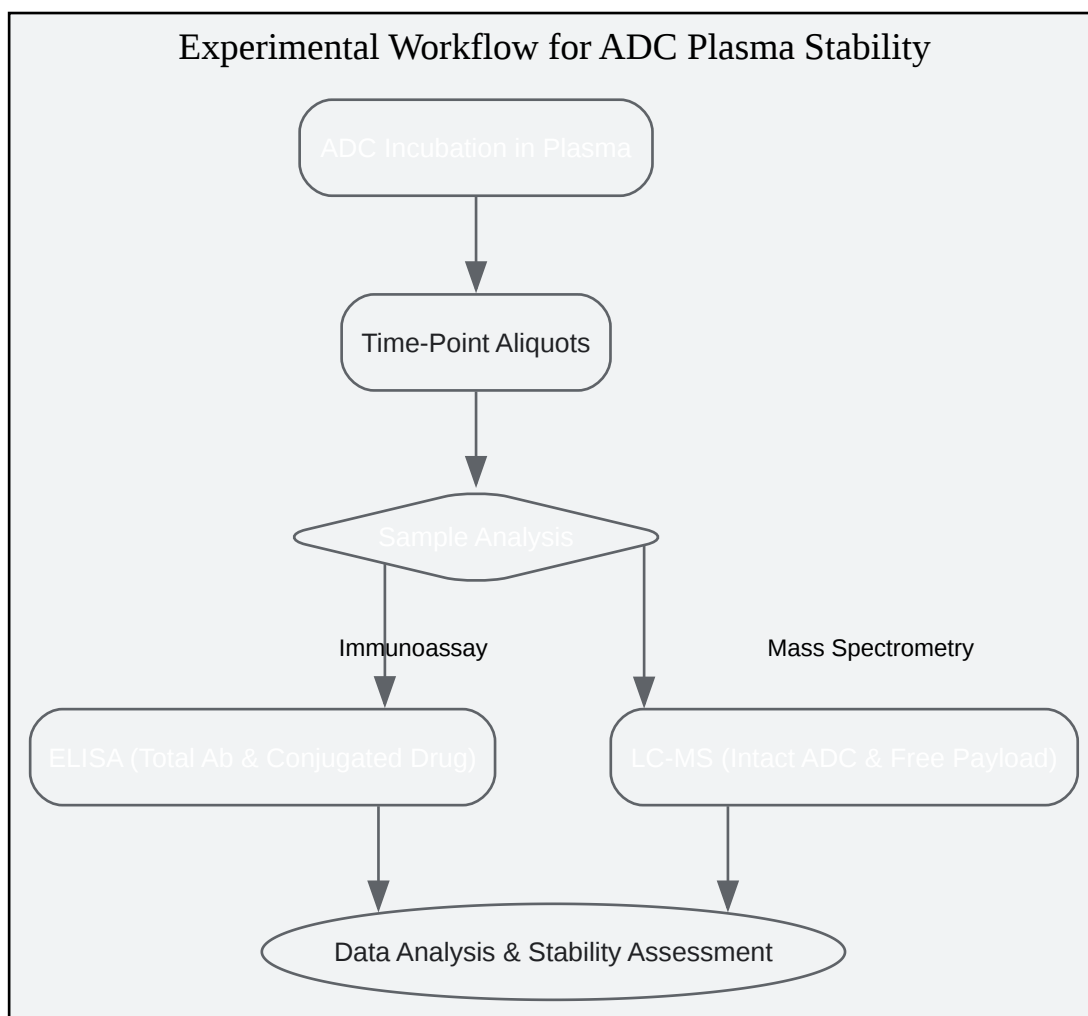 Experimental Workflow for ADC Plasma Stability
ADC Incubation in Plasma
Time-Point Aliquots
Sample Analysis
Immunoassay
Mass Spectrometry
ELISA (Total Ab & Conjugated Drug)
LC-MS (Intact ADC & Free Payload)
Data Analysis & Stability Assessment